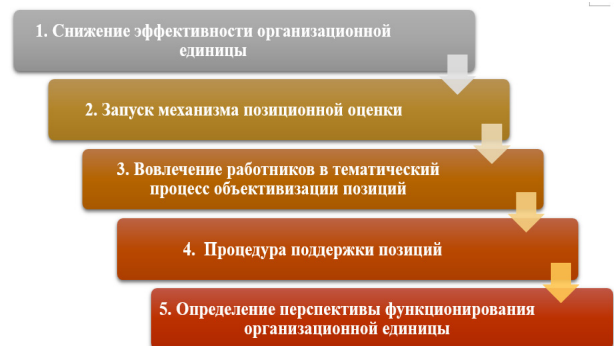 1. Снижение эффективности организационной
единицы
2. Запуск механизма позиционной оценки
3. Вовлечение работников в тематический
процесс объективизации позиций
4. Процедура поддержки позиций
5. Определение перспективы функционирования
организационной единицы